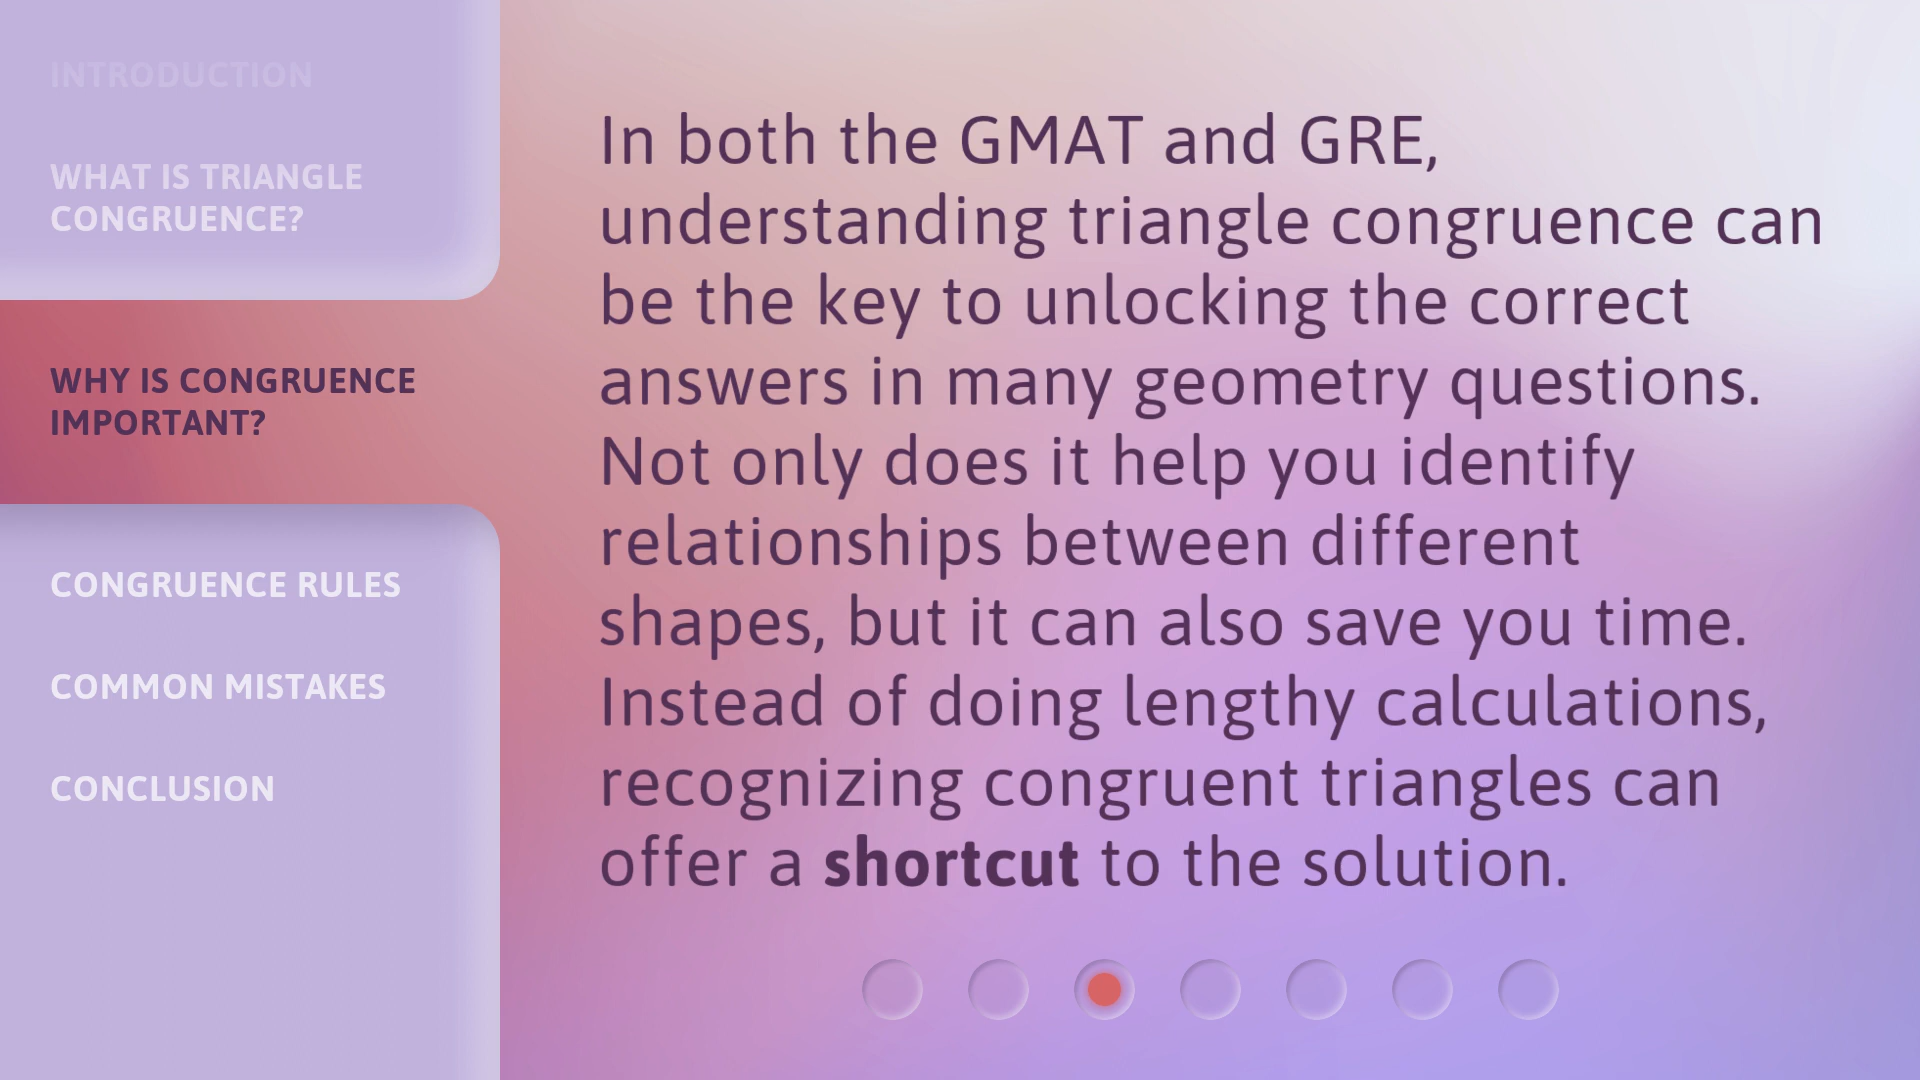 INTRODUCTION
WHAT IS TRIANGLE
CONGRUENCE?
WHY IS CONGRUENCE
IMPORTANT?
CONGRUENCE RULES
COMMON MISTAKES
CONCLUSION
In both the GMAT and GRE,
understanding triangle congruence can
be the key to unlocking the correct
answers in many geometry questions.
Not only does it help you identify
relationships between different
shapes, but it can also save you time.
Instead of doing lengthy calculations,
recognizing congruent triangles can
offer a shortcut to the solution.